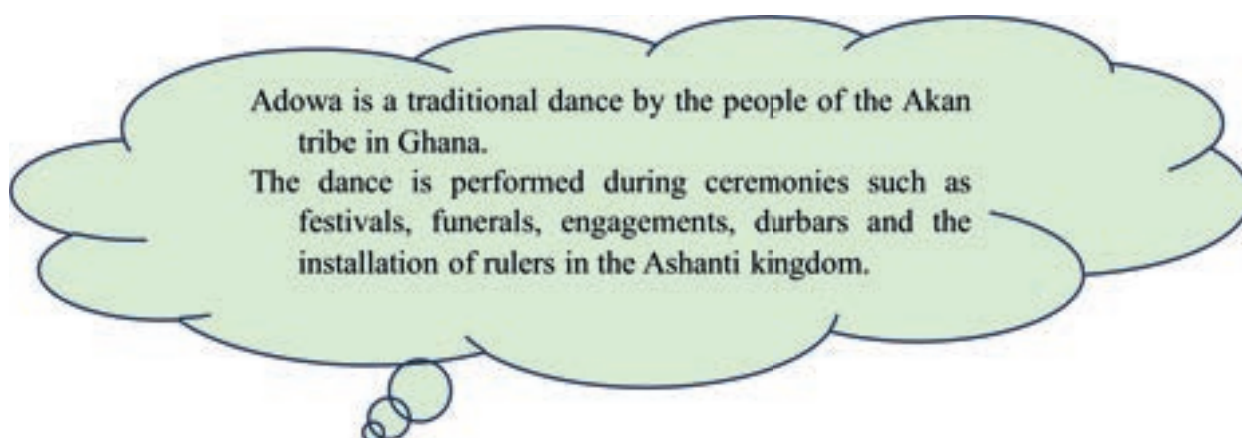 Adowa is a traditional dance by the people of the Akan
tribe in Ghana.
The dance is performed during ceremonies such as
festivals, funerals, engagements, durbars and the
installation of rulers in the Ashanti kingdom.